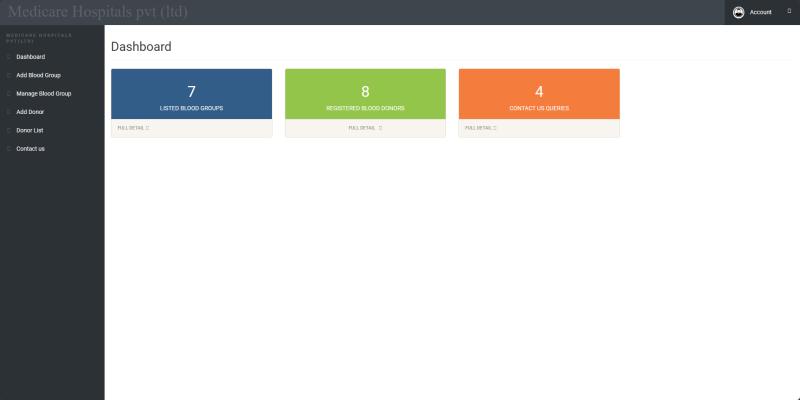 Medicare Hospitals pvt (ltd)
Account
MEDICARE HOSPITALS
PVT(LTD)
Dashboard
Add Blood Group
Manage Blood Group
Add Donor
Donor List
Contact us
Dashboard
7
LISTED BLOOD GROUPS
FULL DETAIL
8
REGISTERED BLOOD DONORS
FULL DETAIL
4
CONTACT US QUERIES
FULL DETAIL